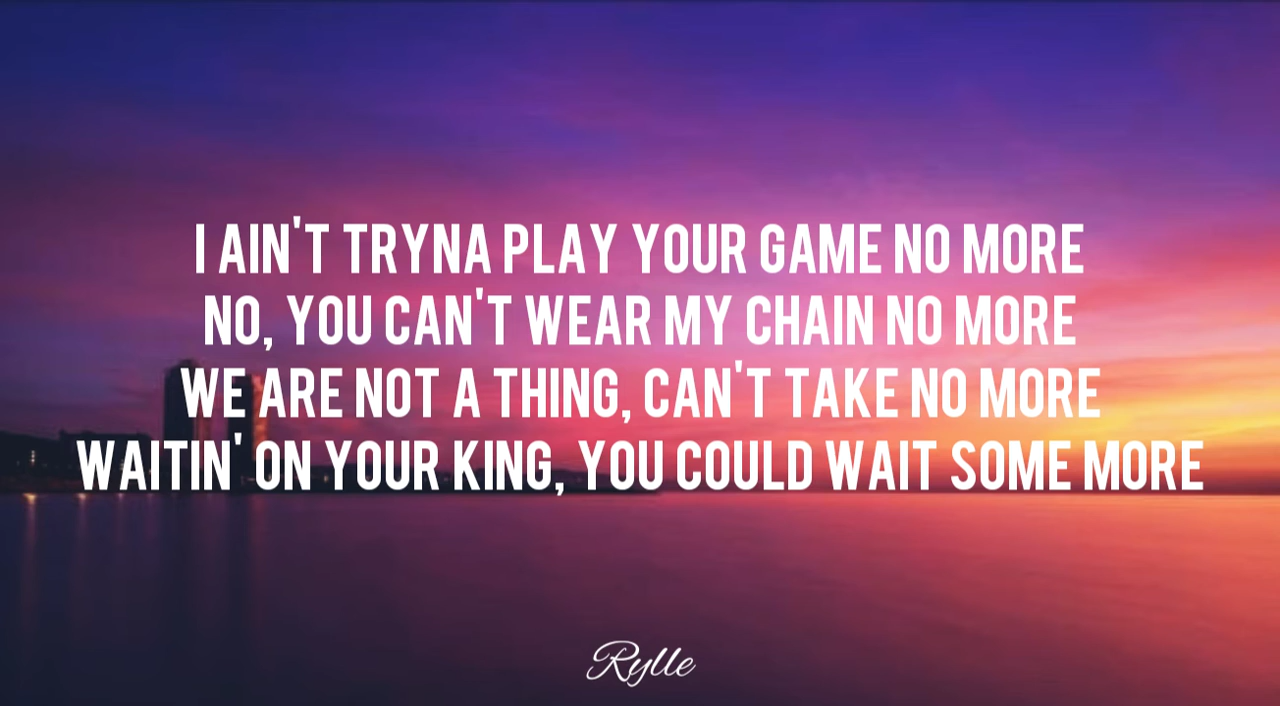 I AIN'T TRYNA PLAY YOUR GAME NO MORE
NO, YOU CAN'T WEAR MY CHAIN NO MORE
WE ARE NOT A THING, CAN'T TAKE NO MORE
WAITIN' ON YOUR KING, YOU COULD WAIT SOME MORE
Rylle